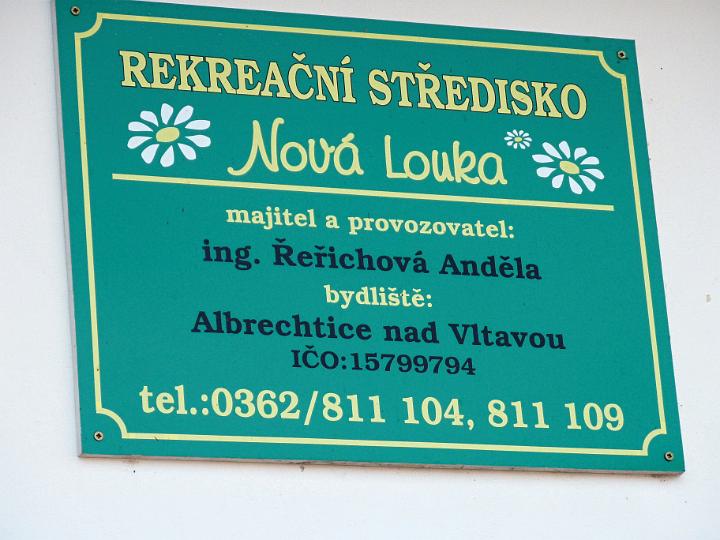 REKREAČNÍ STŘEDISKO
Nová Louka
majitel a provozovatel:
ing. Řeřichová Anděla
bydliště:
Albrechtice nad Vltavou
IČO:15799794
tel.:0362/811 104, 811 109